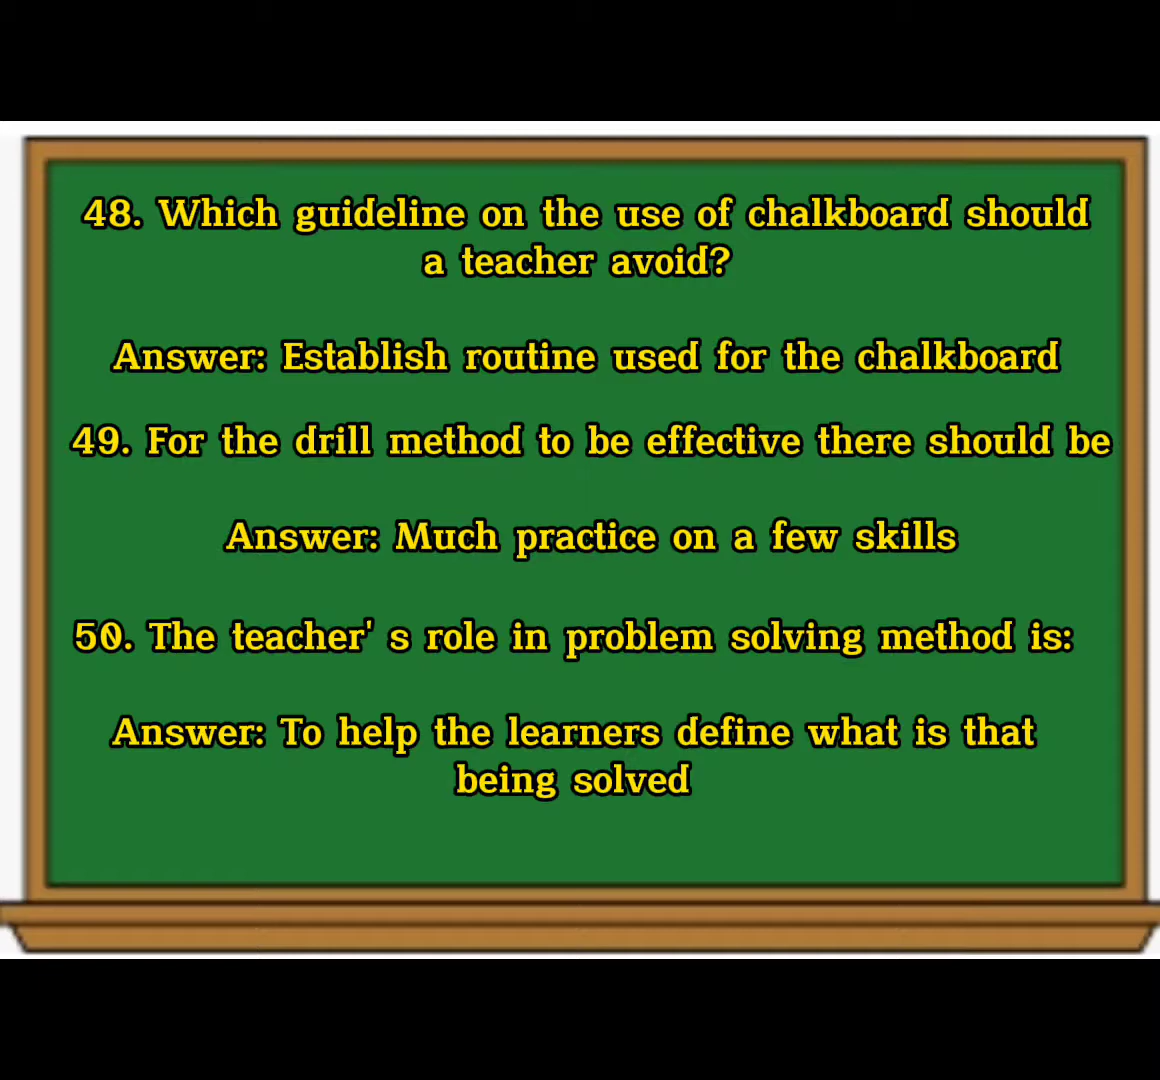 48. Which guideline on the use of chalkboard should
a teacher avoid?
Answer: Establish routine used for the chalkboard
49. For the drill method to be effective there should be
Answer: Much practice on a few skills
50. The teacher' s role in problem solving method is:
Answer: To help the learners define what is that
being solved